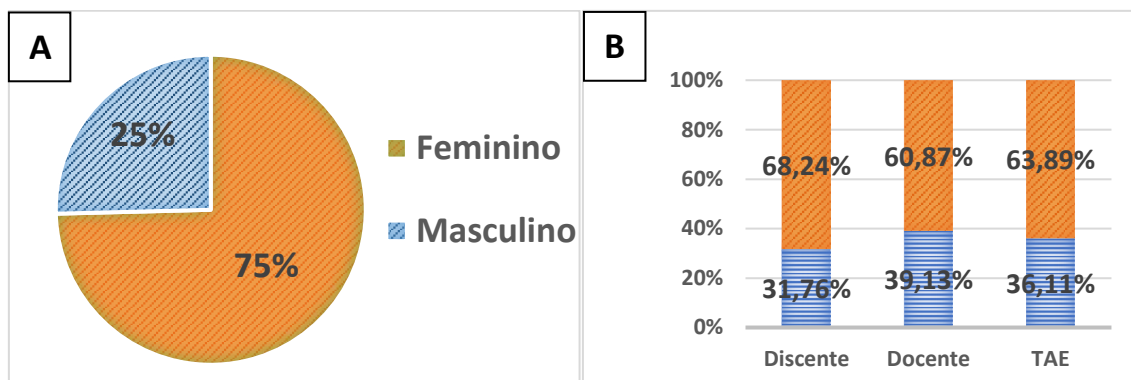 A
25%
75%
Feminino
Masculino
B
100%
80%
60%
40%
20%
0%
68,24%
60,87%
63,89%
31,76%
39,13%
36,11%
Discente
Docente
TAE